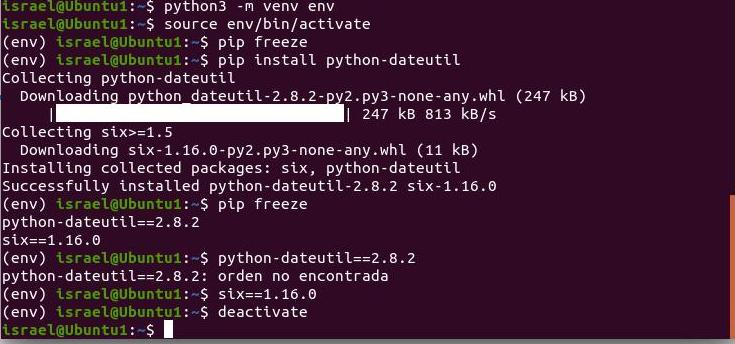 israel@Ubuntu1:~$ python3 -m venv env
israel@Ubuntu1:~$ source env/bin/activate
(env) israel@Ubuntu1:~$ pip freeze
(env) israel@Ubuntu1:~$ pip install python-dateutil
Collecting python-dateutil
  Downloading python_dateutil-2.8.2-py2.py3-none-any.whl (247 kB)
     |████████████████████████████████| 247 kB 813 kB/s
Collecting six>=1.5
  Downloading six-1.16.0-py2.py3-none-any.whl (11 kB)
Installing collected packages: six, python-dateutil
Successfully installed python-dateutil-2.8.2 six-1.16.0
(env) israel@Ubuntu1:~$ pip freeze
python-dateutil==2.8.2
six==1.16.0
(env) israel@Ubuntu1:~$ python-dateutil==2.8.2
python-dateutil==2.8.2: orden no encontrada
(env) israel@Ubuntu1:~$ six==1.16.0
(env) israel@Ubuntu1:~$ deactivate
israel@Ubuntu1:~$